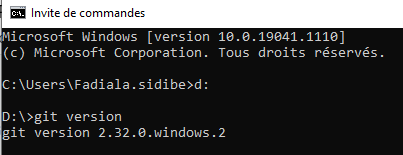 Invite de commandes
Microsoft Windows [version 10.0.19041.1110]
(c) Microsoft Corporation. Tous droits réservés.
C:\Users\Fadiala.sidibe>d:
D:\>git version
git version 2.32.0.windows.2